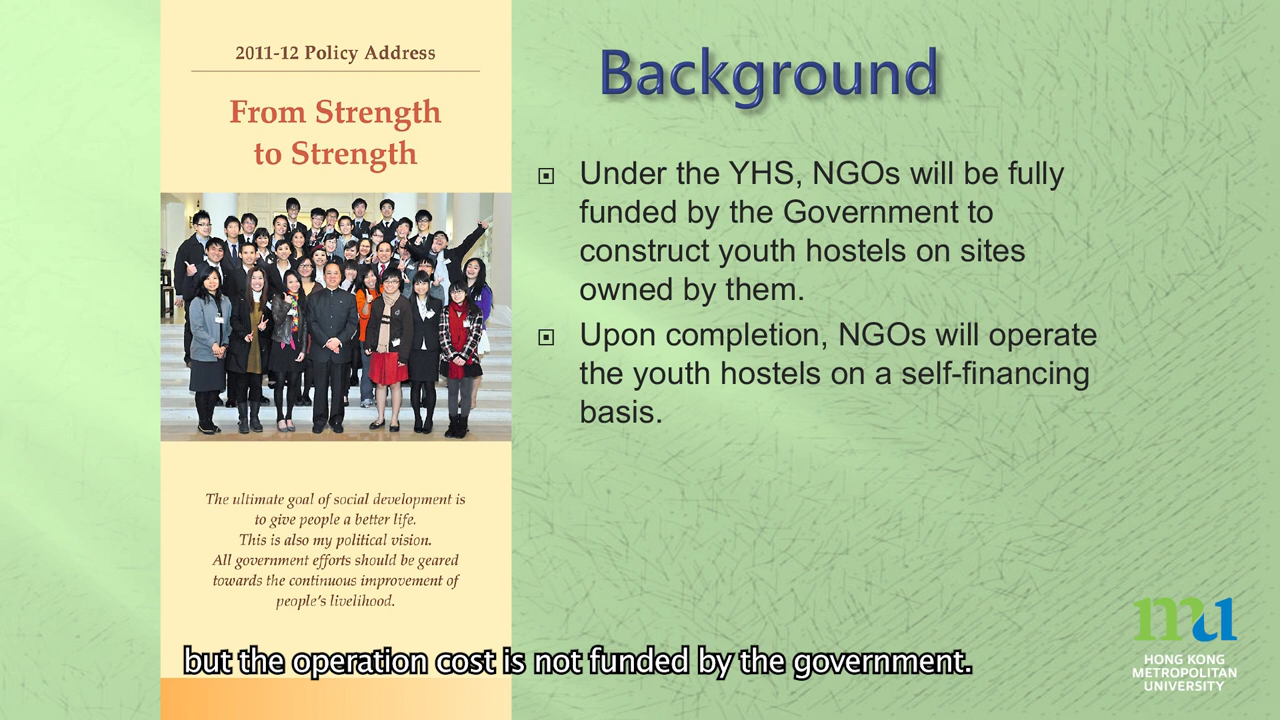 2011-12 Policy Address
From Strength
to Strength
The ultimate goal of social development is
to give people a better life.
This is also my political vision.
All government efforts should be geared
towards the continuous improvement of
people's livelihood.
Background
Under the YHS, NGOs will be fully
funded by the Government to
construct youth hostels on sites
owned by them.
Upon completion, NGOs will operate
the youth hostels on a self-financing
basis.
but the operation cost is not funded by the government.
mu
HONG KONG
METROPOLITAN
UNIVERSITY